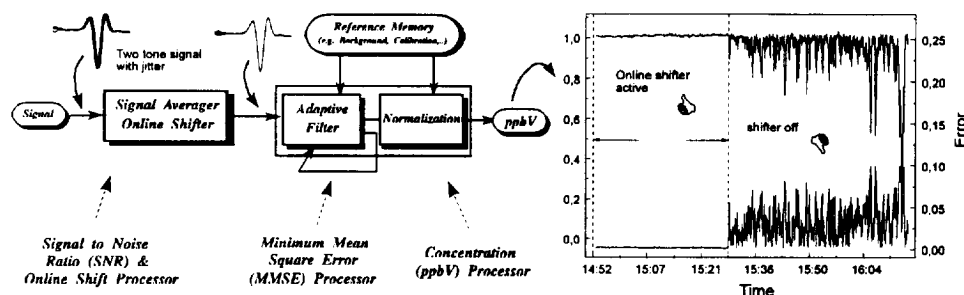 Reference Memory
(e.g. Background, Calibration,..)
Two tone signal
with jitter
Signal
Signal Averager
Online Shifter
Adaptive
Filter
Normalization
ppbV
Signal to Noise
Ratio (SNR) &
Online Shift Processor
Minimum Mean
Square Error
(MMSE) Processor
Concentration
(ppbV) Processor
1,0
0,8
0,6
0,4
0,2
0,0
Online shifter
active
shifter off
0,25
0,20
0,15
0,10
0,05
0,00
Error
14:52
15:07
15:21
15:36
15:50
16:04
Time